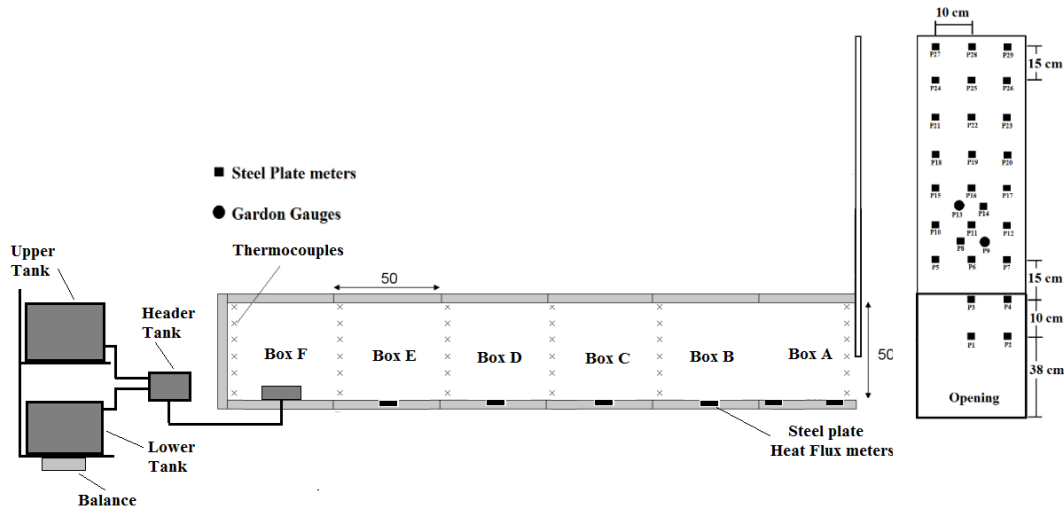 10 cm
P27 P28 P29
15 cm
P24 P25 P26
P21 P22 P23
P18 P19 P20
P15 P16 P17
P13 P14
P10 P11 P12
P8 P9
P5 P6 P7
15 cm
P3 P4
10 cm
P1 P2
38 cm
Opening
Steel Plate meters
Gardon Gauges
Thermocouples
Upper
Tank
Header
Tank
Lower
Tank
Balance
50
Box F Box E Box D Box C Box B Box A
50
Steel plate
Heat Flux meters